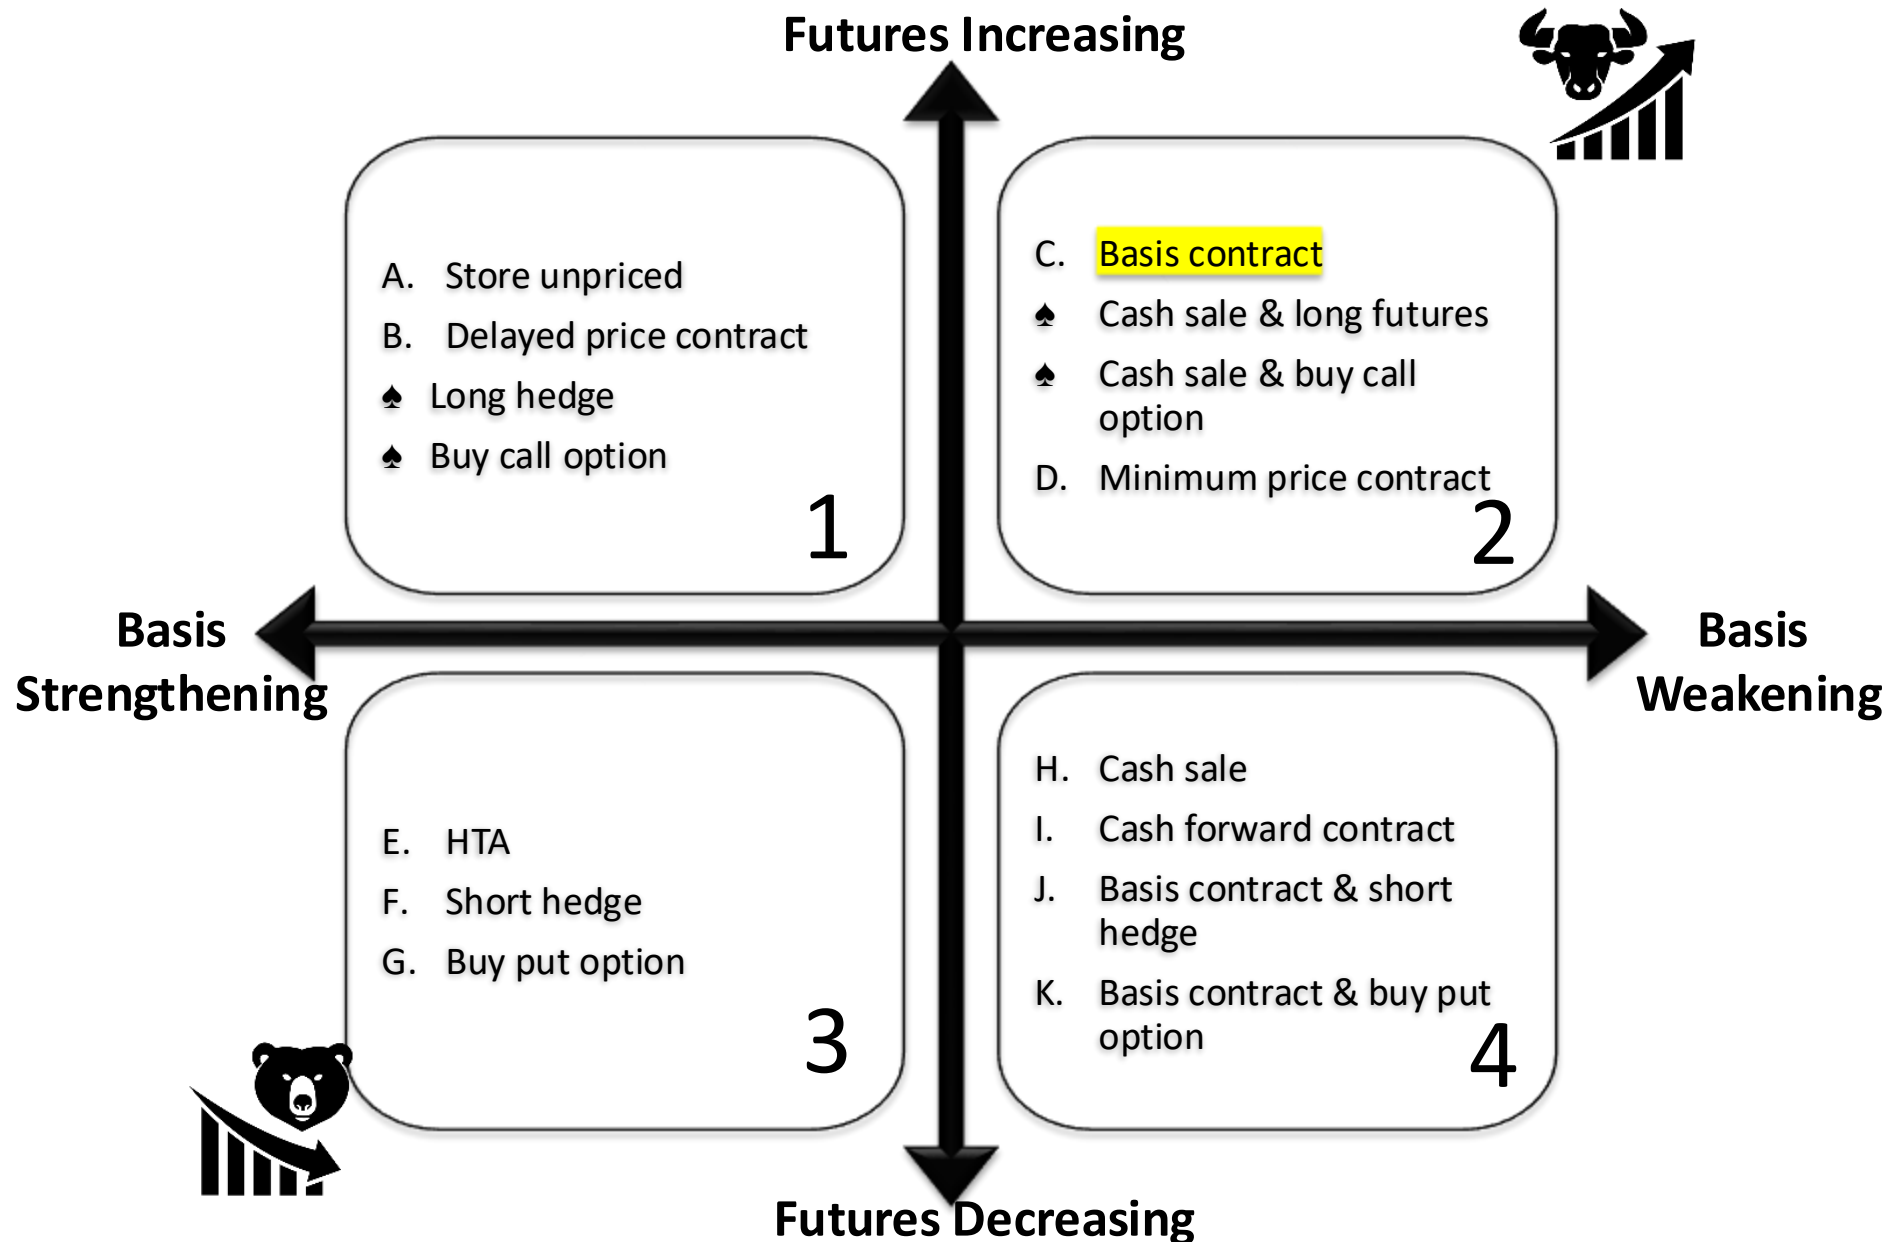 Futures Increasing
A. Store unpriced
B. Delayed price contract
♠ Long hedge
♠ Buy call option
1
C. Basis contract
♠ Cash sale & long futures
♠ Cash sale & buy call
option
D. Minimum price contract
2
Basis
Strengthening
Basis
Weakening
E. HTA
F. Short hedge
G. Buy put option
3
H. Cash sale
I. Cash forward contract
J. Basis contract & short
hedge
K. Basis contract & buy put
option
4
Futures Decreasing